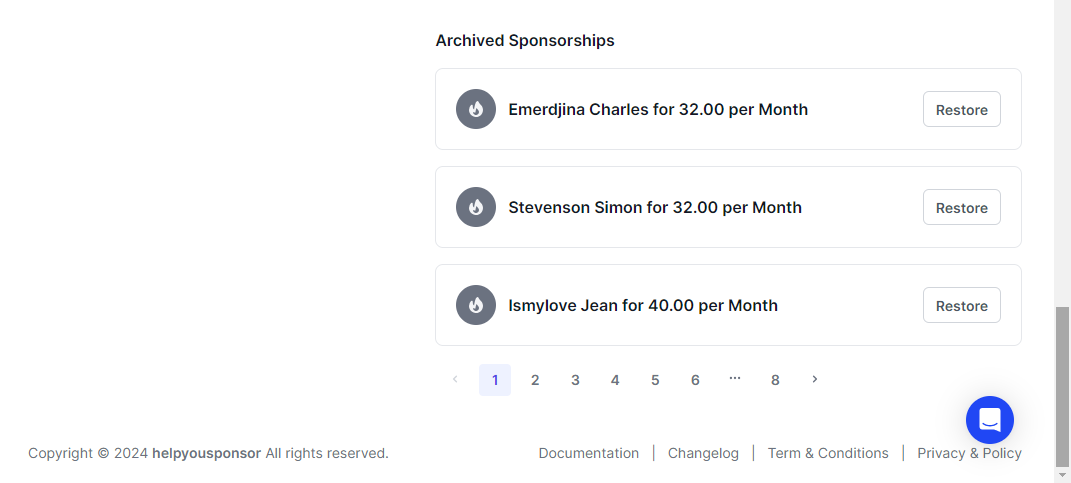 Archived Sponsorships
Emerdjina Charles for 32.00 per Month
Restore
Stevenson Simon for 32.00 per Month
Restore
Ismylove Jean for 40.00 per Month
Restore
‹ 1 2 3 4 5 6 ··· 8 ›
Copyright © 2024 helpyousponsor All rights reserved.
Documentation | Changelog | Term & Conditions | Privacy & Policy